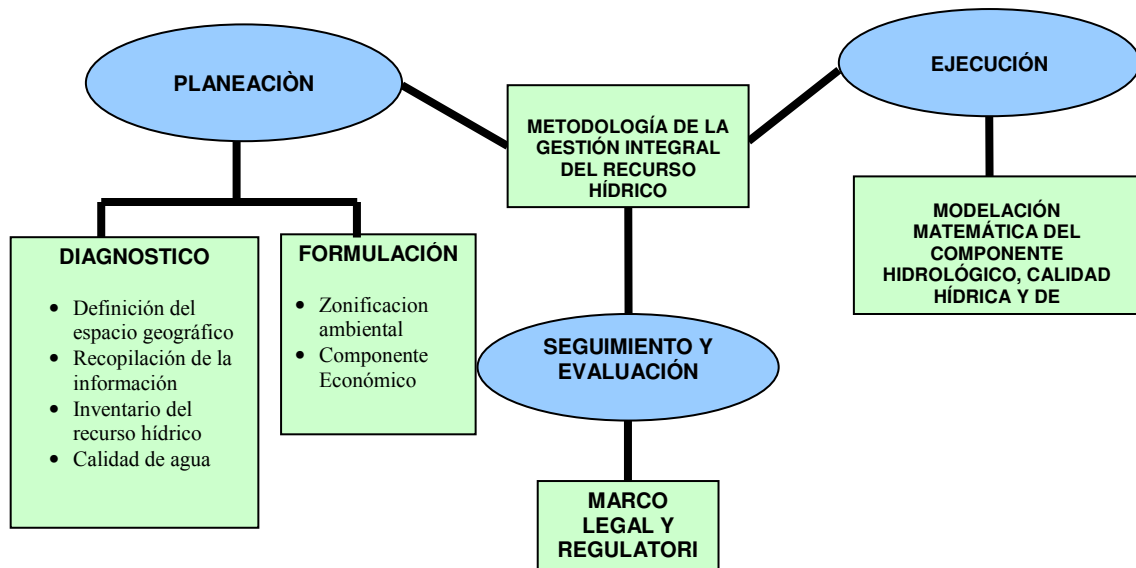 PLANEACIÒN
EJECUCIÓN
METODOLOGÍA DE LA
GESTIÓN INTEGRAL
DEL RECURSO
HÍDRICO
DIAGNOSTICO
• Definición del
espacio geográfico
• Recopilación de la
información
• Inventario del
recurso hídrico
• Calidad de agua
FORMULACIÓN
• Zonificacion
ambiental
• Componente
Económico
MODELACIÓN
MATEMÁTICA DEL
COMPONENTE
HIDROLÓGICO, CALIDAD
HÍDRICA Y DE
SEGUIMIENTO Y
EVALUACIÓN
MARCO
LEGAL Y
REGULATORI